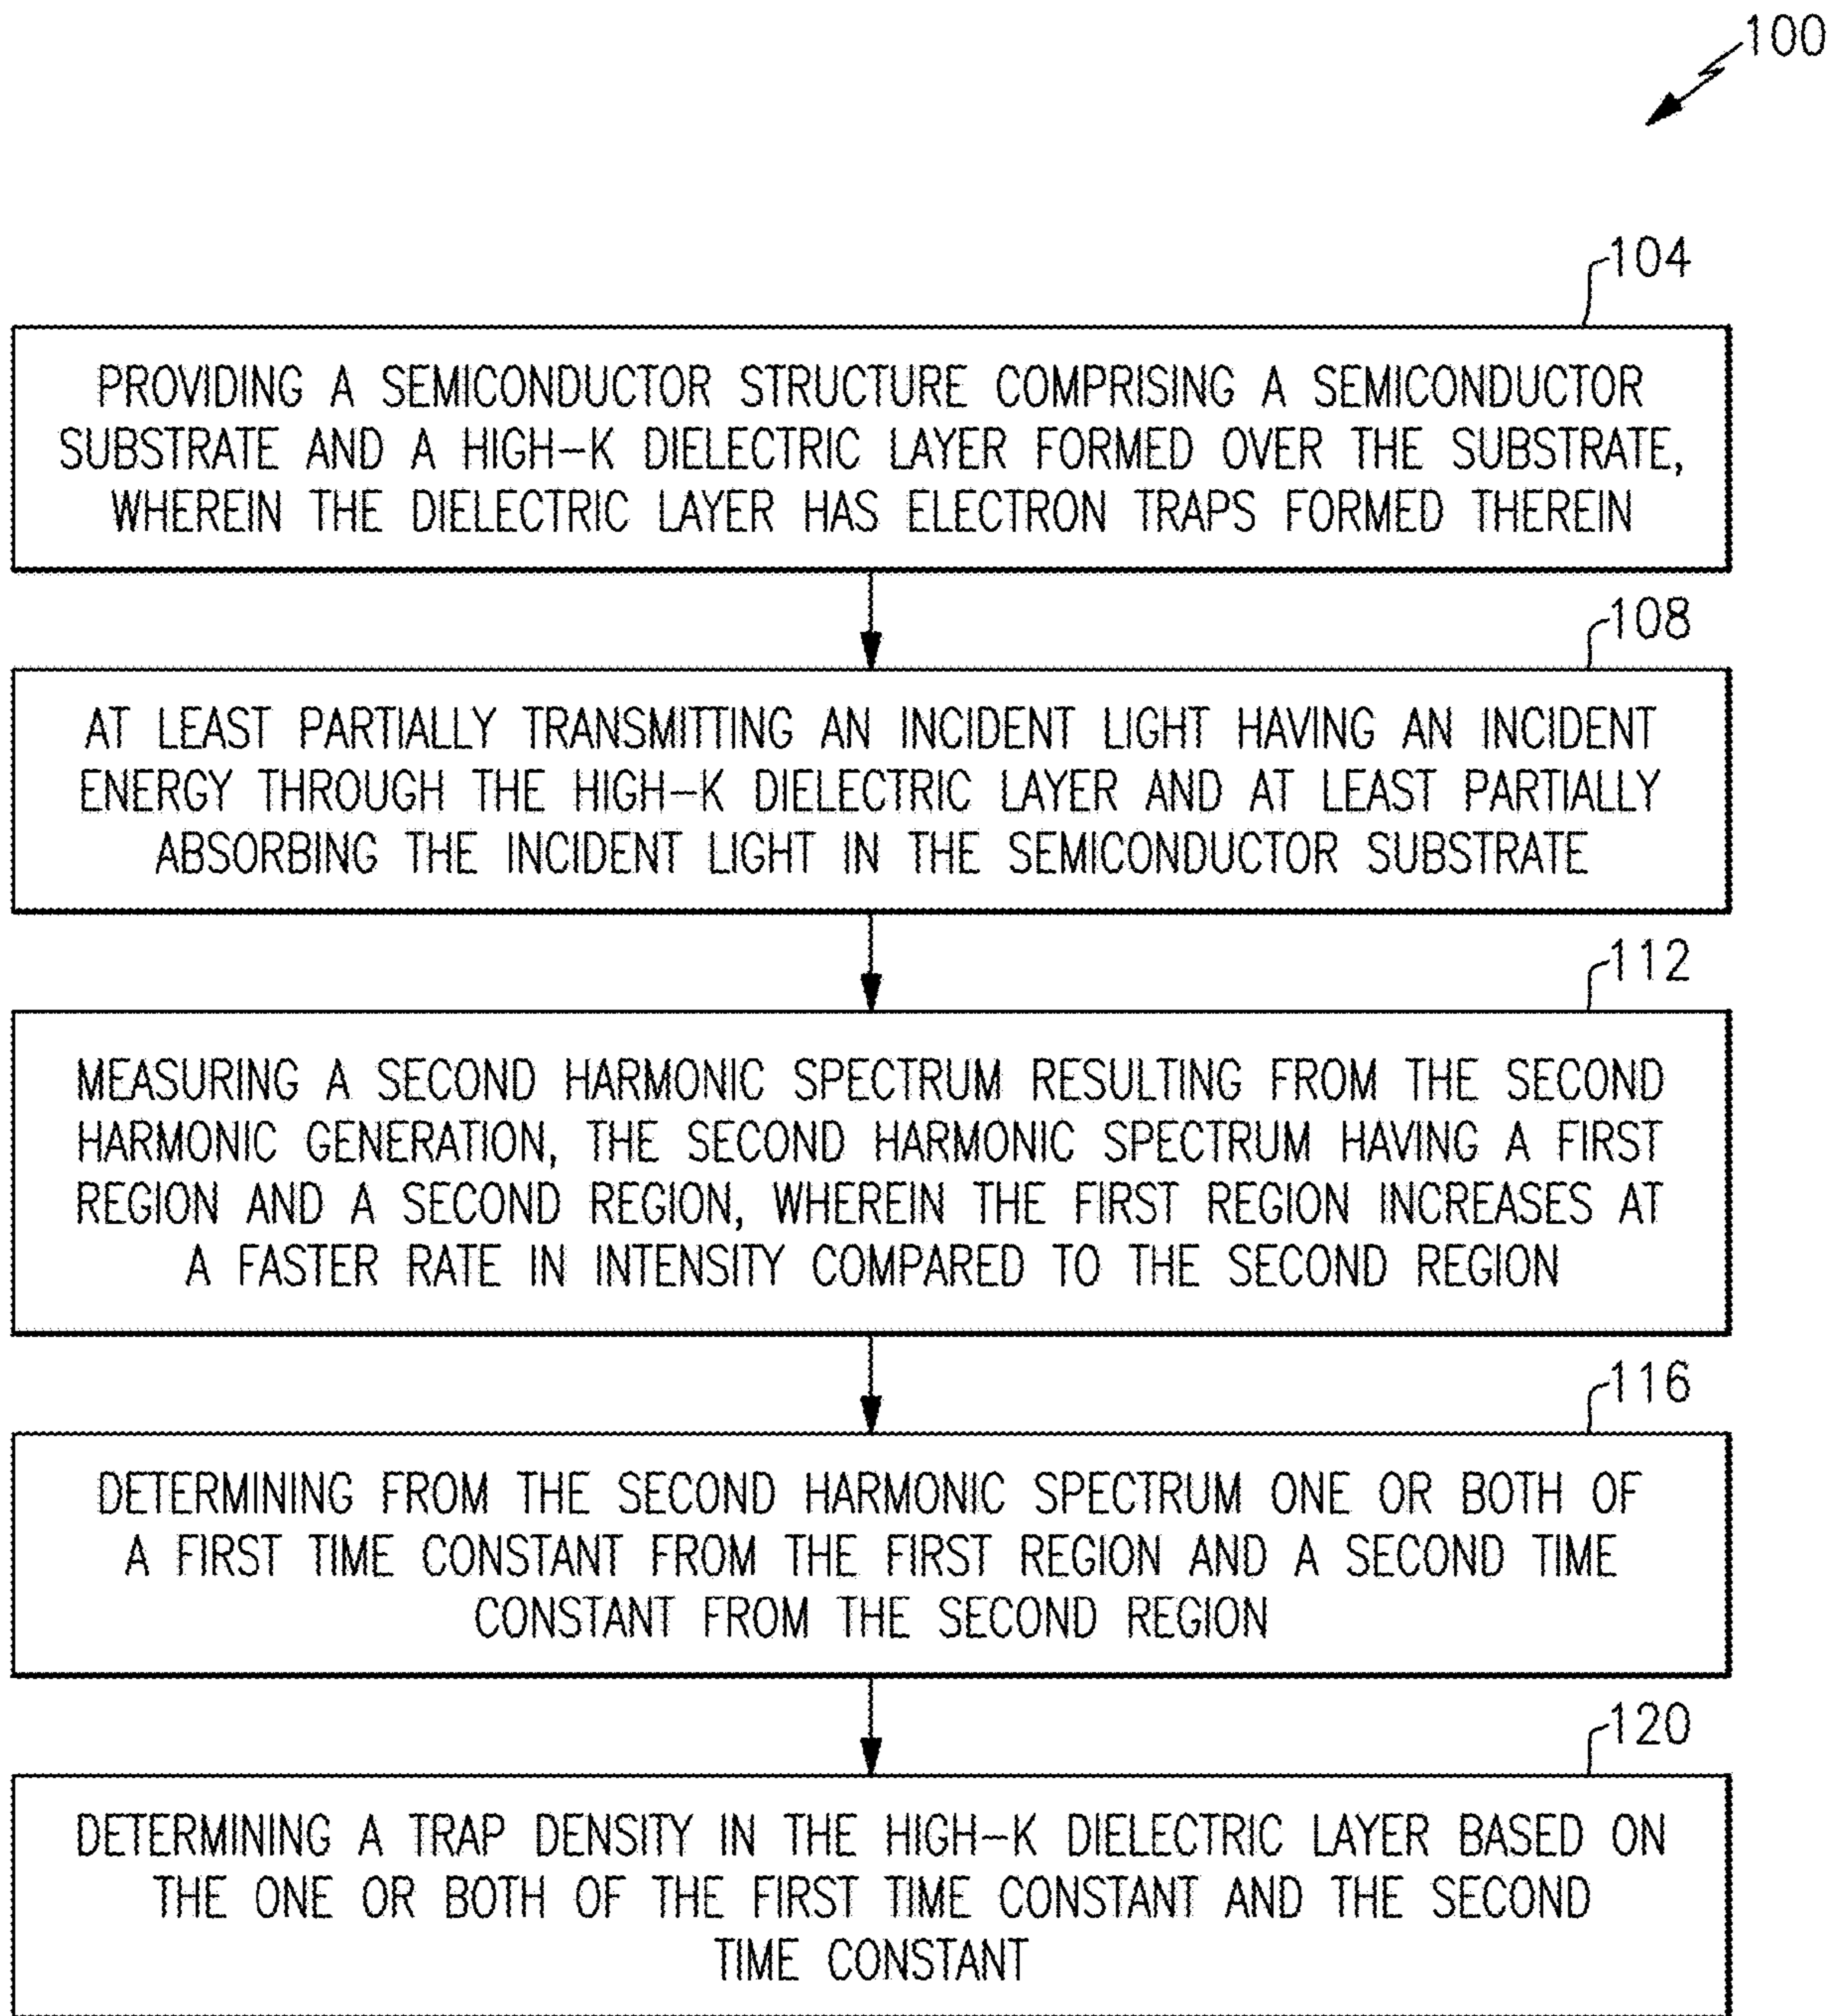 100
104
PROVIDING A SEMICONDUCTOR STRUCTURE COMPRISING A SEMICONDUCTOR
SUBSTRATE AND A HIGH-K DIELECTRIC LAYER FORMED OVER THE SUBSTRATE,
WHEREIN THE DIELECTRIC LAYER HAS ELECTRON TRAPS FORMED THEREIN
108
AT LEAST PARTIALLY TRANSMITTING AN INCIDENT LIGHT HAVING AN INCIDENT
ENERGY THROUGH THE HIGH-K DIELECTRIC LAYER AND AT LEAST PARTIALLY
ABSORBING THE INCIDENT LIGHT IN THE SEMICONDUCTOR SUBSTRATE
112
MEASURING A SECOND HARMONIC SPECTRUM RESULTING FROM THE SECOND
HARMONIC GENERATION, THE SECOND HARMONIC SPECTRUM HAVING A FIRST
REGION AND A SECOND REGION, WHEREIN THE FIRST REGION INCREASES AT
A FASTER RATE IN INTENSITY COMPARED TO THE SECOND REGION
116
DETERMINING FROM THE SECOND HARMONIC SPECTRUM ONE OR BOTH OF
A FIRST TIME CONSTANT FROM THE FIRST REGION AND A SECOND TIME
CONSTANT FROM THE SECOND REGION
120
DETERMINING A TRAP DENSITY IN THE HIGH-K DIELECTRIC LAYER BASED ON
THE ONE OR BOTH OF THE FIRST TIME CONSTANT AND THE SECOND
TIME CONSTANT